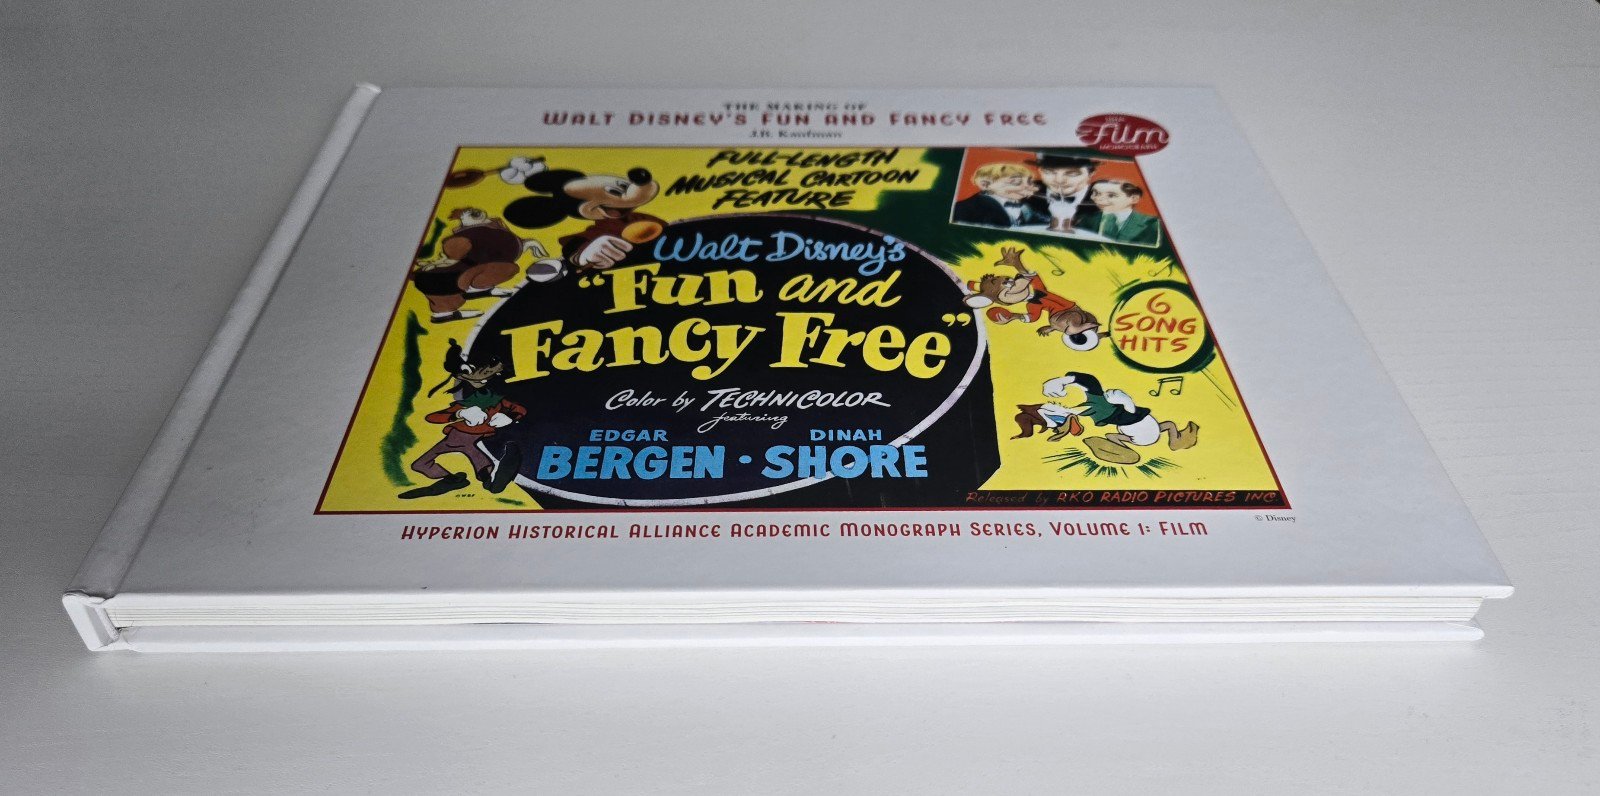 THE MAKING OF
WALT DISNEY'S FUN AND FANCY FREE
J.B. Kaufman
Film
MONOGRAPH
FULL-LENGTH
MUSICAL CARTOON
FEATURE
Walt Disney's
"Fun and
Fancy Free"
Color by TECHNICOLOR
featuring
EDGAR
BERGEN •
DINAH
SHORE
6
SONG
HITS
Released by RKO RADIO PICTURES INC
© Disney
HYPERION HISTORICAL ALLIANCE ACADEMIC MONOGRAPH SERIES, VOLUME 1: FILM